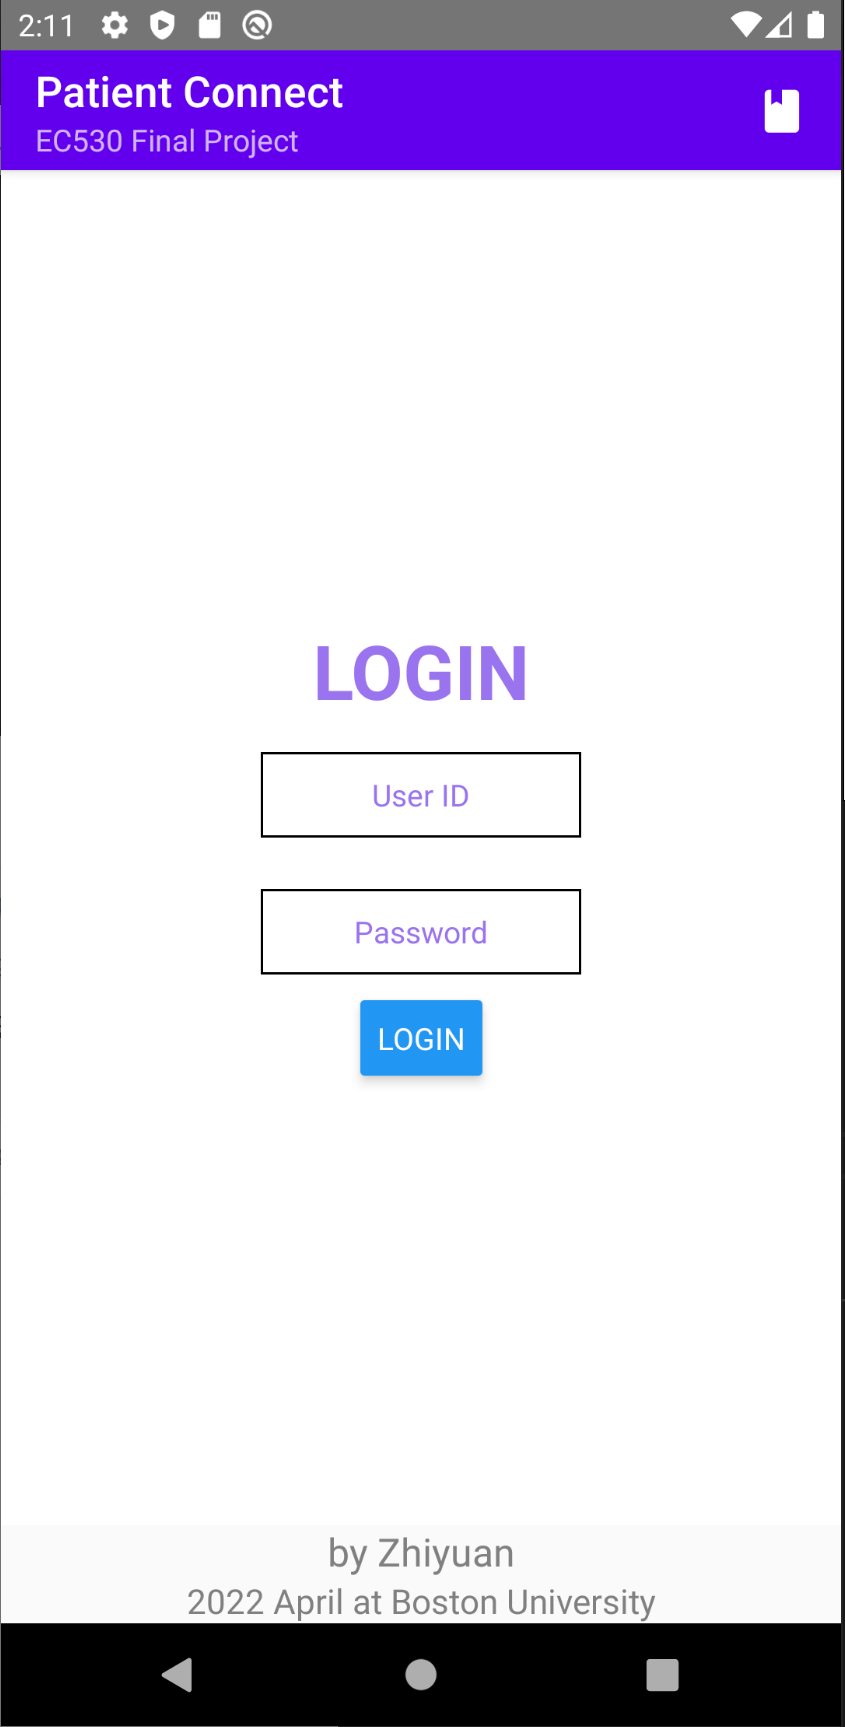 2:11
Patient Connect
EC530 Final Project
LOGIN
User ID
Password
LOGIN
by Zhiyuan
2022 April at Boston University